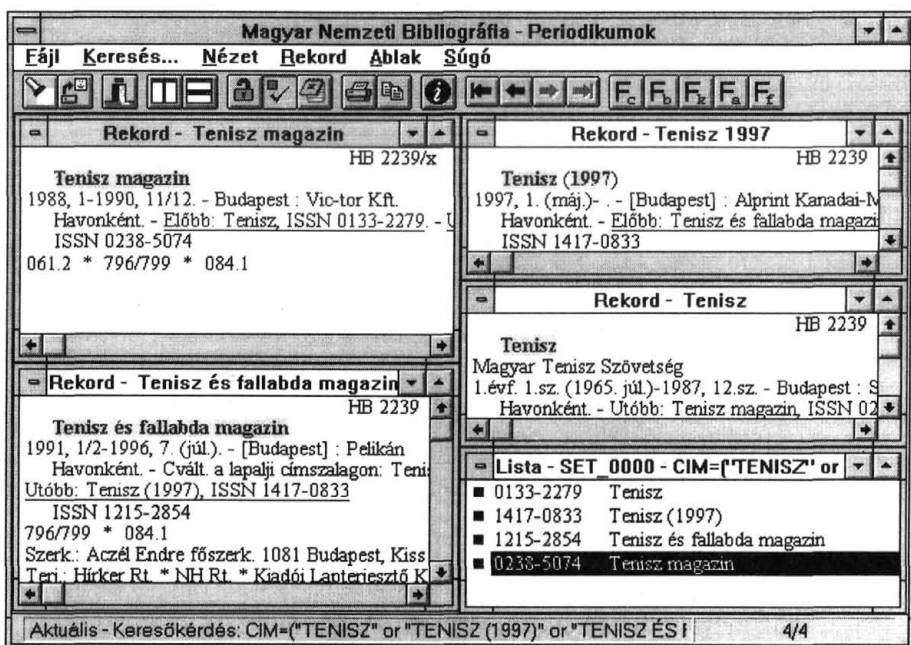 Magyar Nemzeti Bibliográfia - Periodikumok
Fájl Keresés... Nézet Rekord Ablak Súgó
Fc Fb Fk Fa Ff
Rekord - Tenisz magazin
HB 2239/x
Tenisz magazin
1988, 1-1990, 11/12. - Budapest : Vic-tor Kft.
Havonként. - Előbb: Tenisz, ISSN 0133-2279. - U
ISSN 0238-5074
061.2 * 796/799 * 084.1
Rekord - Tenisz és fallabda magazin
HB 2239
Tenisz és fallabda magazin
1991, 1/2-1996, 7. (júl.). - [Budapest] : Pelikán
Havonként. - Cvált. a lapalji címszalagon: Teni
Utóbb: Tenisz (1997), ISSN 1417-0833
ISSN 1215-2854
796/799 * 084.1
Szerk.: Aczél Endre főszerk. 1081 Budapest, Kiss
Terj.: Hírker Rt. * NH Rt. * Kiadói Lapterjesztő K
Rekord - Tenisz 1997
HB 2239
Tenisz (1997)
1997, 1. (máj.)- . - [Budapest] : Alprint Kanadai-M
Havonként. - Előbb: Tenisz és fallabda magazi
ISSN 1417-0833
Rekord - Tenisz
HB 2239
Tenisz
Magyar Tenisz Szövetség
1.évf. 1.sz. (1965. júl.)-1987, 12.sz. - Budapest : S
Havonként. - Utóbb: Tenisz magazin, ISSN 02
Lista - SET_0000 - CIM=("TENISZ" or
0133-2279 Tenisz
1417-0833 Tenisz (1997)
1215-2854 Tenisz és fallabda magazin
0238-5074 Tenisz magazin
Aktuális - Keresőkérdés: CIM=("TENISZ" or "TENISZ (1997)" or "TENISZ ÉS F 4/4